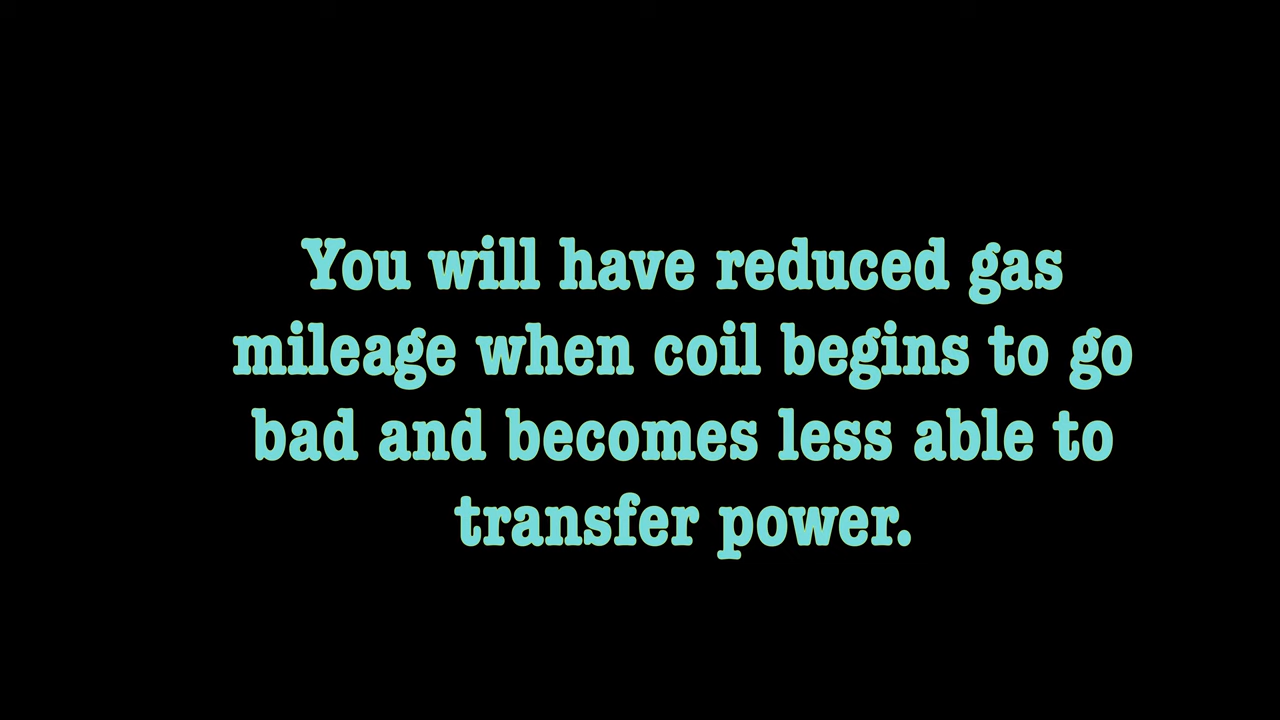 You will have reduced gas
mileage when coil begins to go
bad and becomes less able to
transfer power.